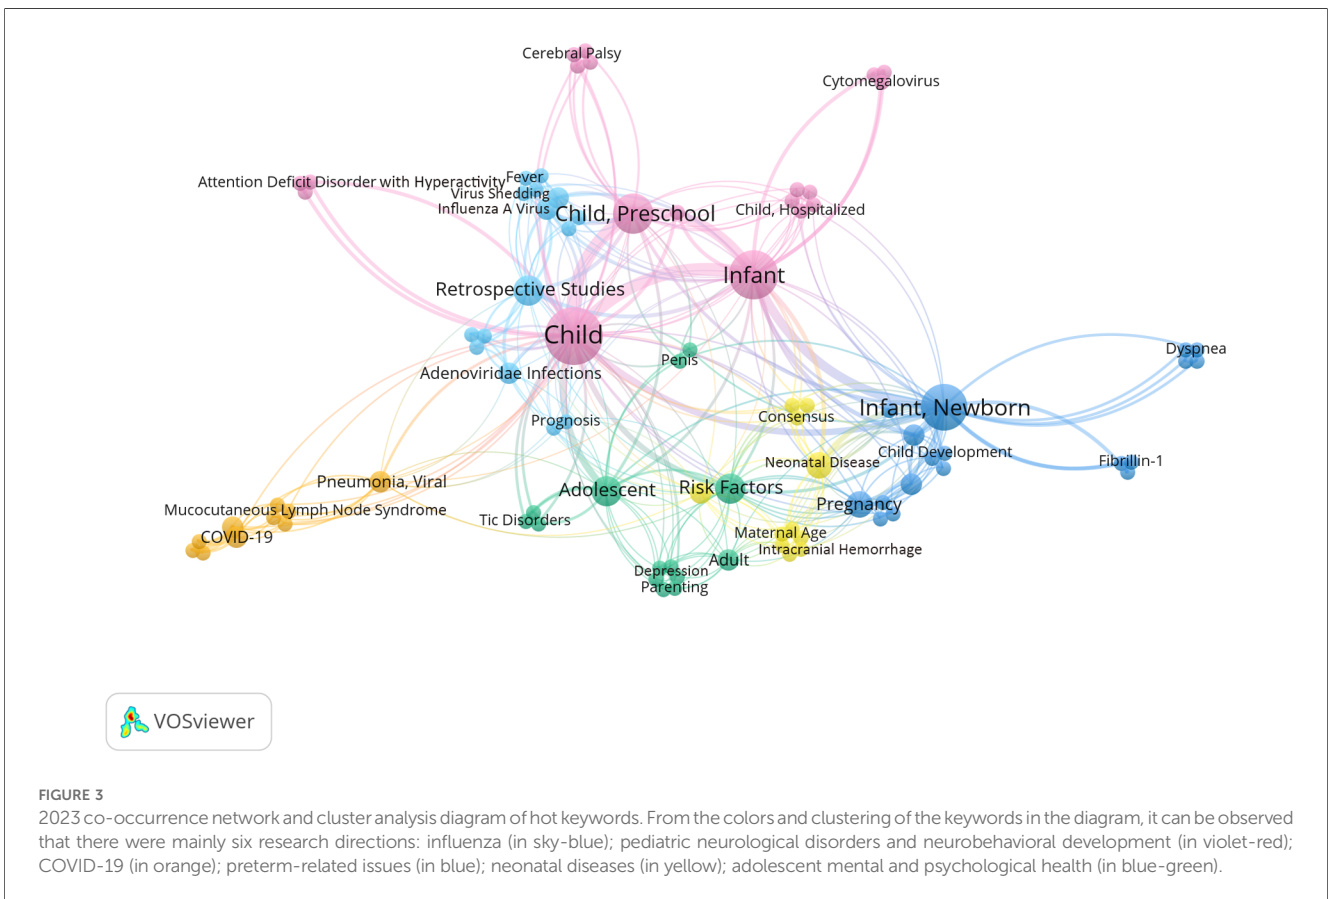 Cerebral Palsy
Cytomegalovirus
Attention Deficit Disorder with Hyperactivity
Fever
Virus Shedding
Influenza A Virus
Child, Preschool
Child, Hospitalized
Infant
Retrospective Studies
Child
Penis
Dyspnea
Adenoviridae Infections
Infant, Newborn
Consensus
Prognosis
Child Development
Neonatal Disease
Fibrillin-1
Pneumonia, Viral
Adolescent
Risk Factors
Pregnancy
Mucocutaneous Lymph Node Syndrome
Tic Disorders
COVID-19
Maternal Age
Intracranial Hemorrhage
Adult
Depression
Parenting
VOSviewer
FIGURE 3
2023 co-occurrence network and cluster analysis diagram of hot keywords. From the colors and clustering of the keywords in the diagram, it can be observed
that there were mainly six research directions: influenza (in sky-blue); pediatric neurological disorders and neurobehavioral development (in violet-red);
COVID-19 (in orange); preterm-related issues (in blue); neonatal diseases (in yellow); adolescent mental and psychological health (in blue-green).